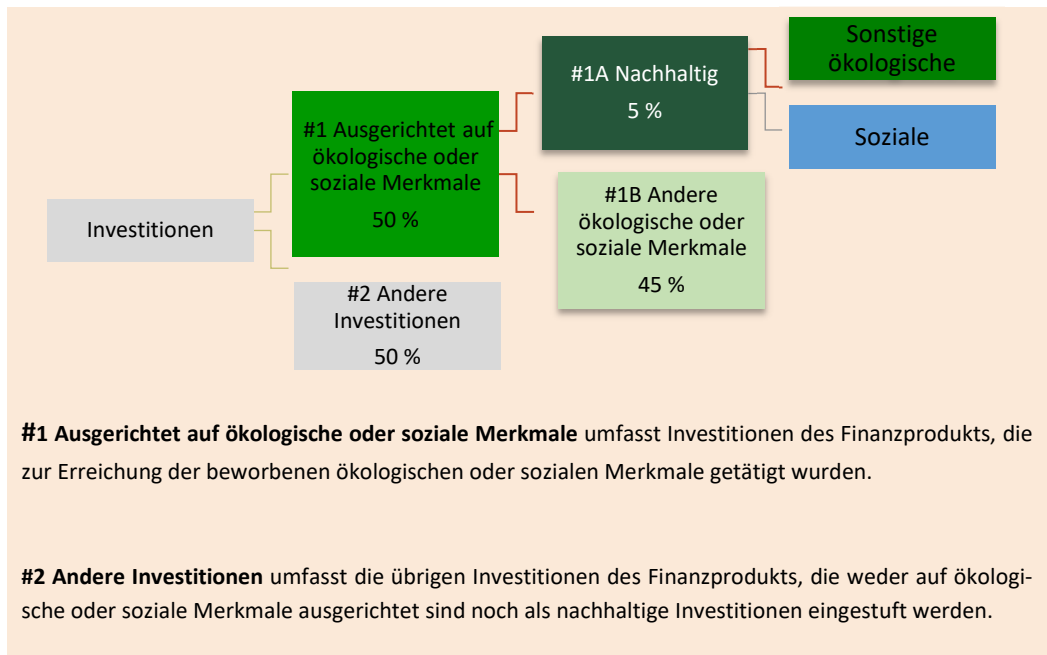 Investitionen
#1 Ausgerichtet auf
ökologische oder
soziale Merkmale
50 %
#2 Andere
Investitionen
50 %
#1A Nachhaltig
5 %
#1B Andere
ökologische oder
soziale Merkmale
45 %
Sonstige
ökologische
Soziale
#1 Ausgerichtet auf ökologische oder soziale Merkmale umfasst Investitionen des Finanzprodukts, die
zur Erreichung der beworbenen ökologischen oder sozialen Merkmale getätigt wurden.
#2 Andere Investitionen umfasst die übrigen Investitionen des Finanzprodukts, die weder auf ökologi-
sche oder soziale Merkmale ausgerichtet sind noch als nachhaltige Investitionen eingestuft werden.